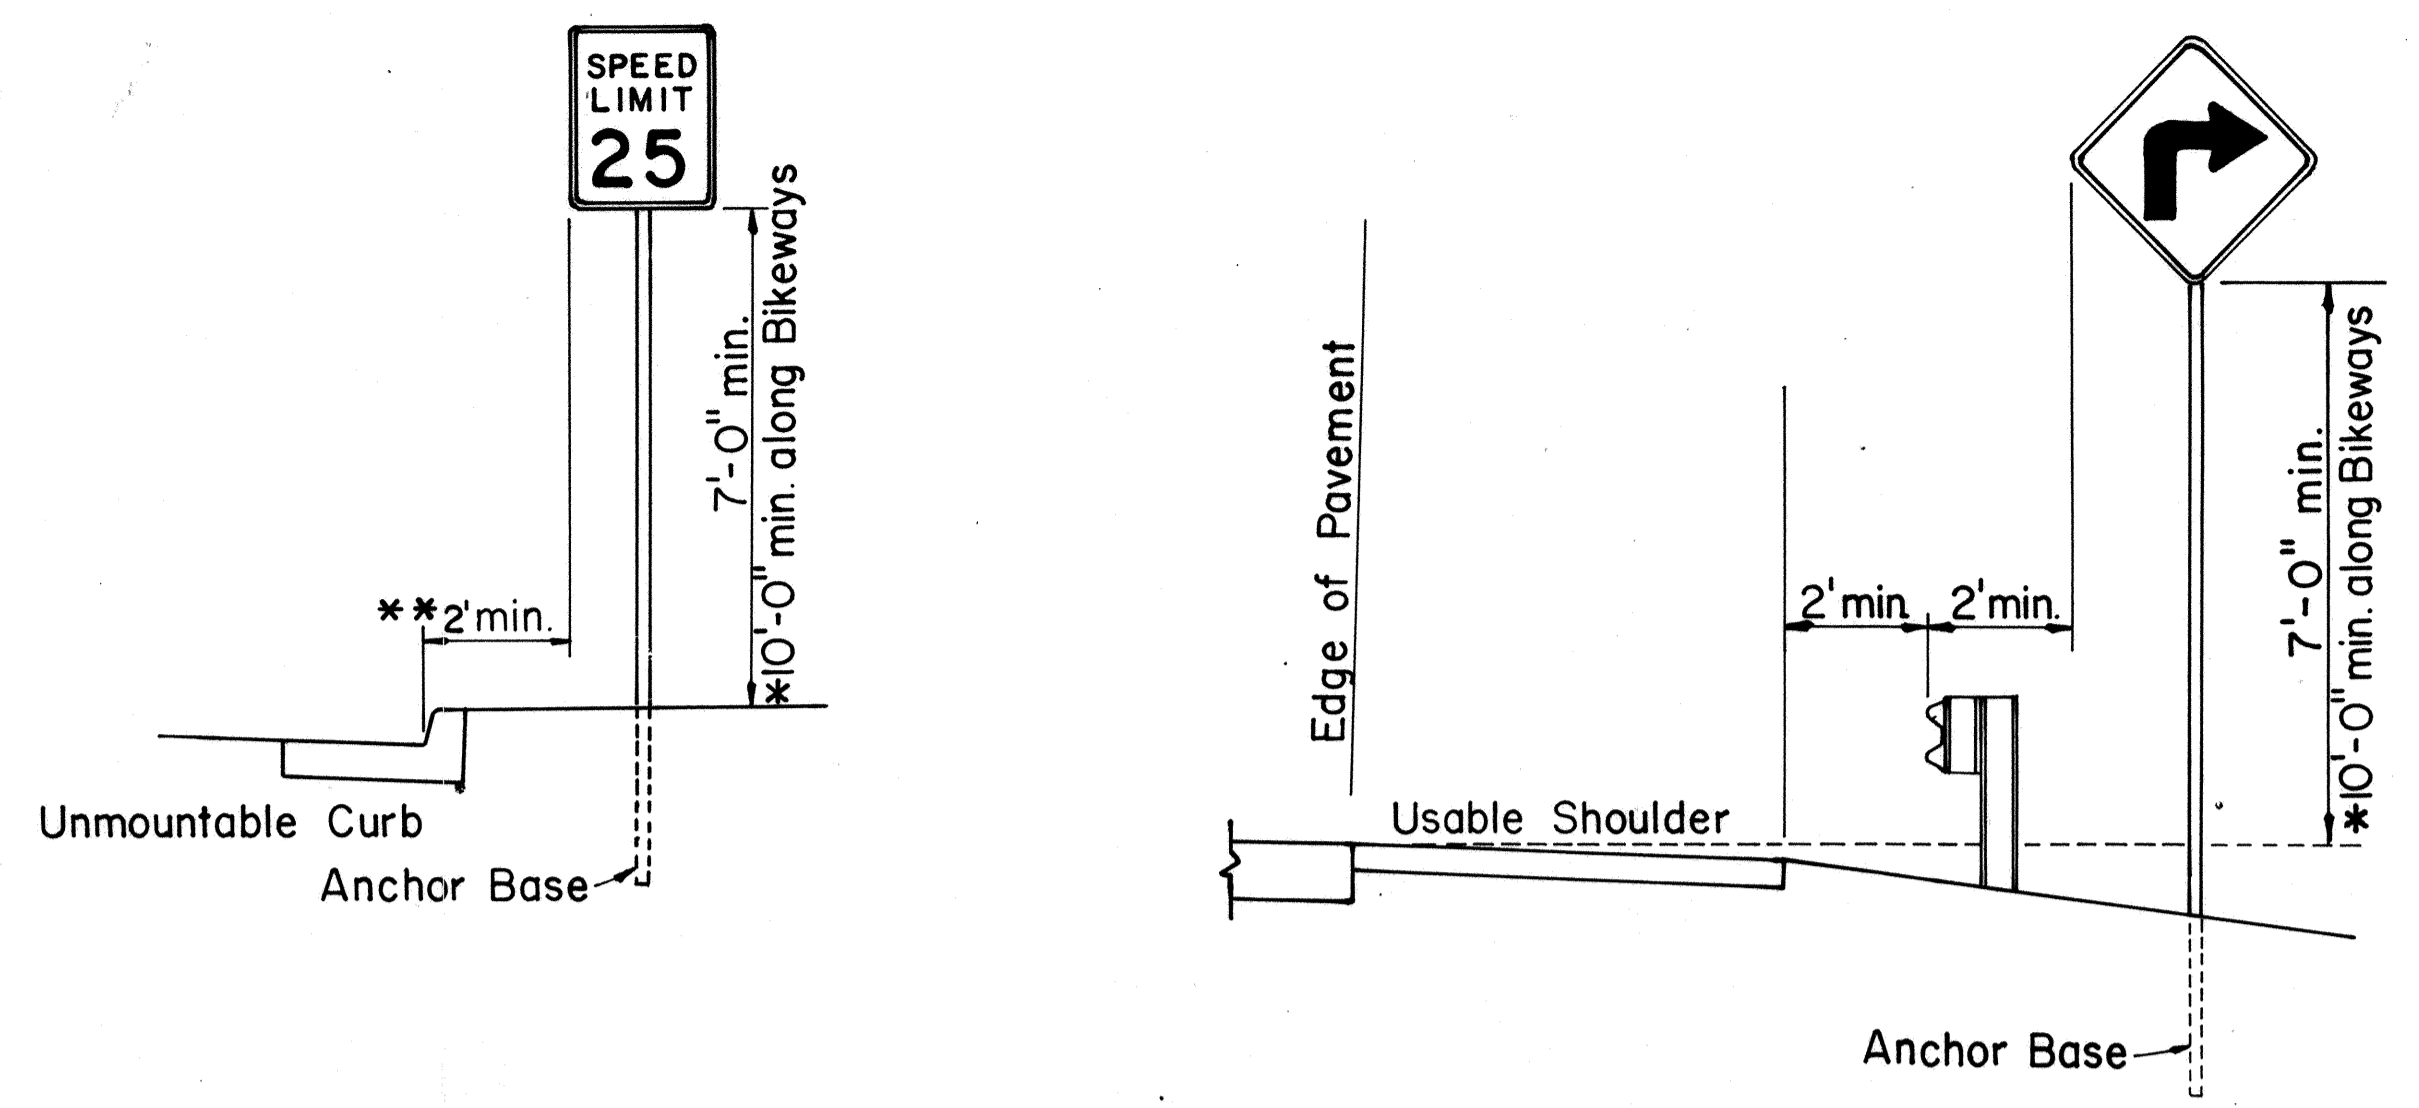 SPEED
LIMIT
25
7'-0" min.
*10'-0" min. along Bikeways
**2' min.
Unmountable Curb
Anchor Base
Edge of Pavement
Usable Shoulder
2' min
2' min.
7'-0" min.
*10'-0" min. along Bikeways
Anchor Base